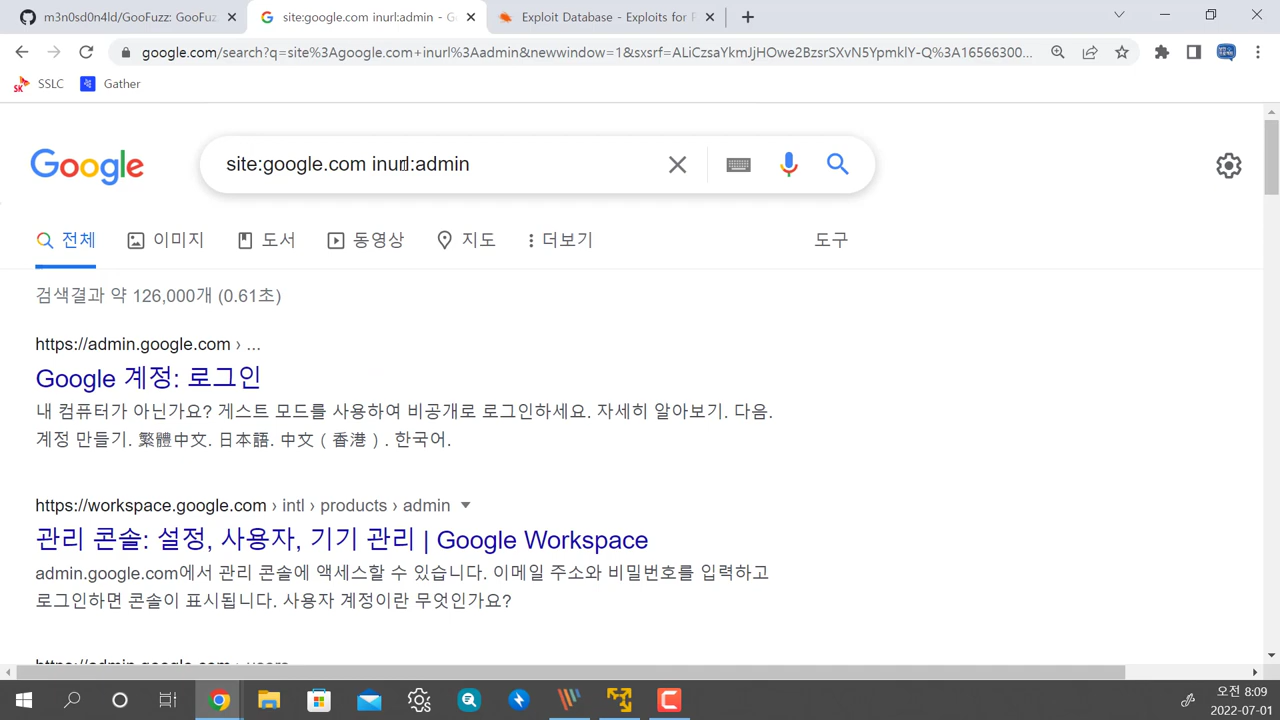 m3n0sd0n4ld/GooFuzz: GooFuz
site:google.com inurl:admin - G
Exploit Database - Exploits for P
google.com/search?q=site%3Agoogle.com+inurl%3Aadmin&newwindow=1&sxsrf=ALiCzsaYkmJjHOwe2BzsrSXvN5YpmklY-Q%3A16566300...
SK SSLC
Gather
Google
site:google.com inurl:admin
전체
이미지
도서
동영상
지도
더보기
도구
검색결과 약 126,000개 (0.61초)
https://admin.google.com › ...
Google 계정: 로그인
내 컴퓨터가 아닌가요? 게스트 모드를 사용하여 비공개로 로그인하세요. 자세히 알아보기. 다음.
계정 만들기. 繁體中文. 日本語. 中文 ( 香港 ) . 한국어.
https://workspace.google.com › intl › products › admin
관리 콘솔: 설정, 사용자, 기기 관리 | Google Workspace
admin.google.com에서 관리 콘솔에 액세스할 수 있습니다. 이메일 주소와 비밀번호를 입력하고
로그인하면 콘솔이 표시됩니다. 사용자 계정이란 무엇인가요?
https://admin.google.com › users
오전 8:09
2022-07-01